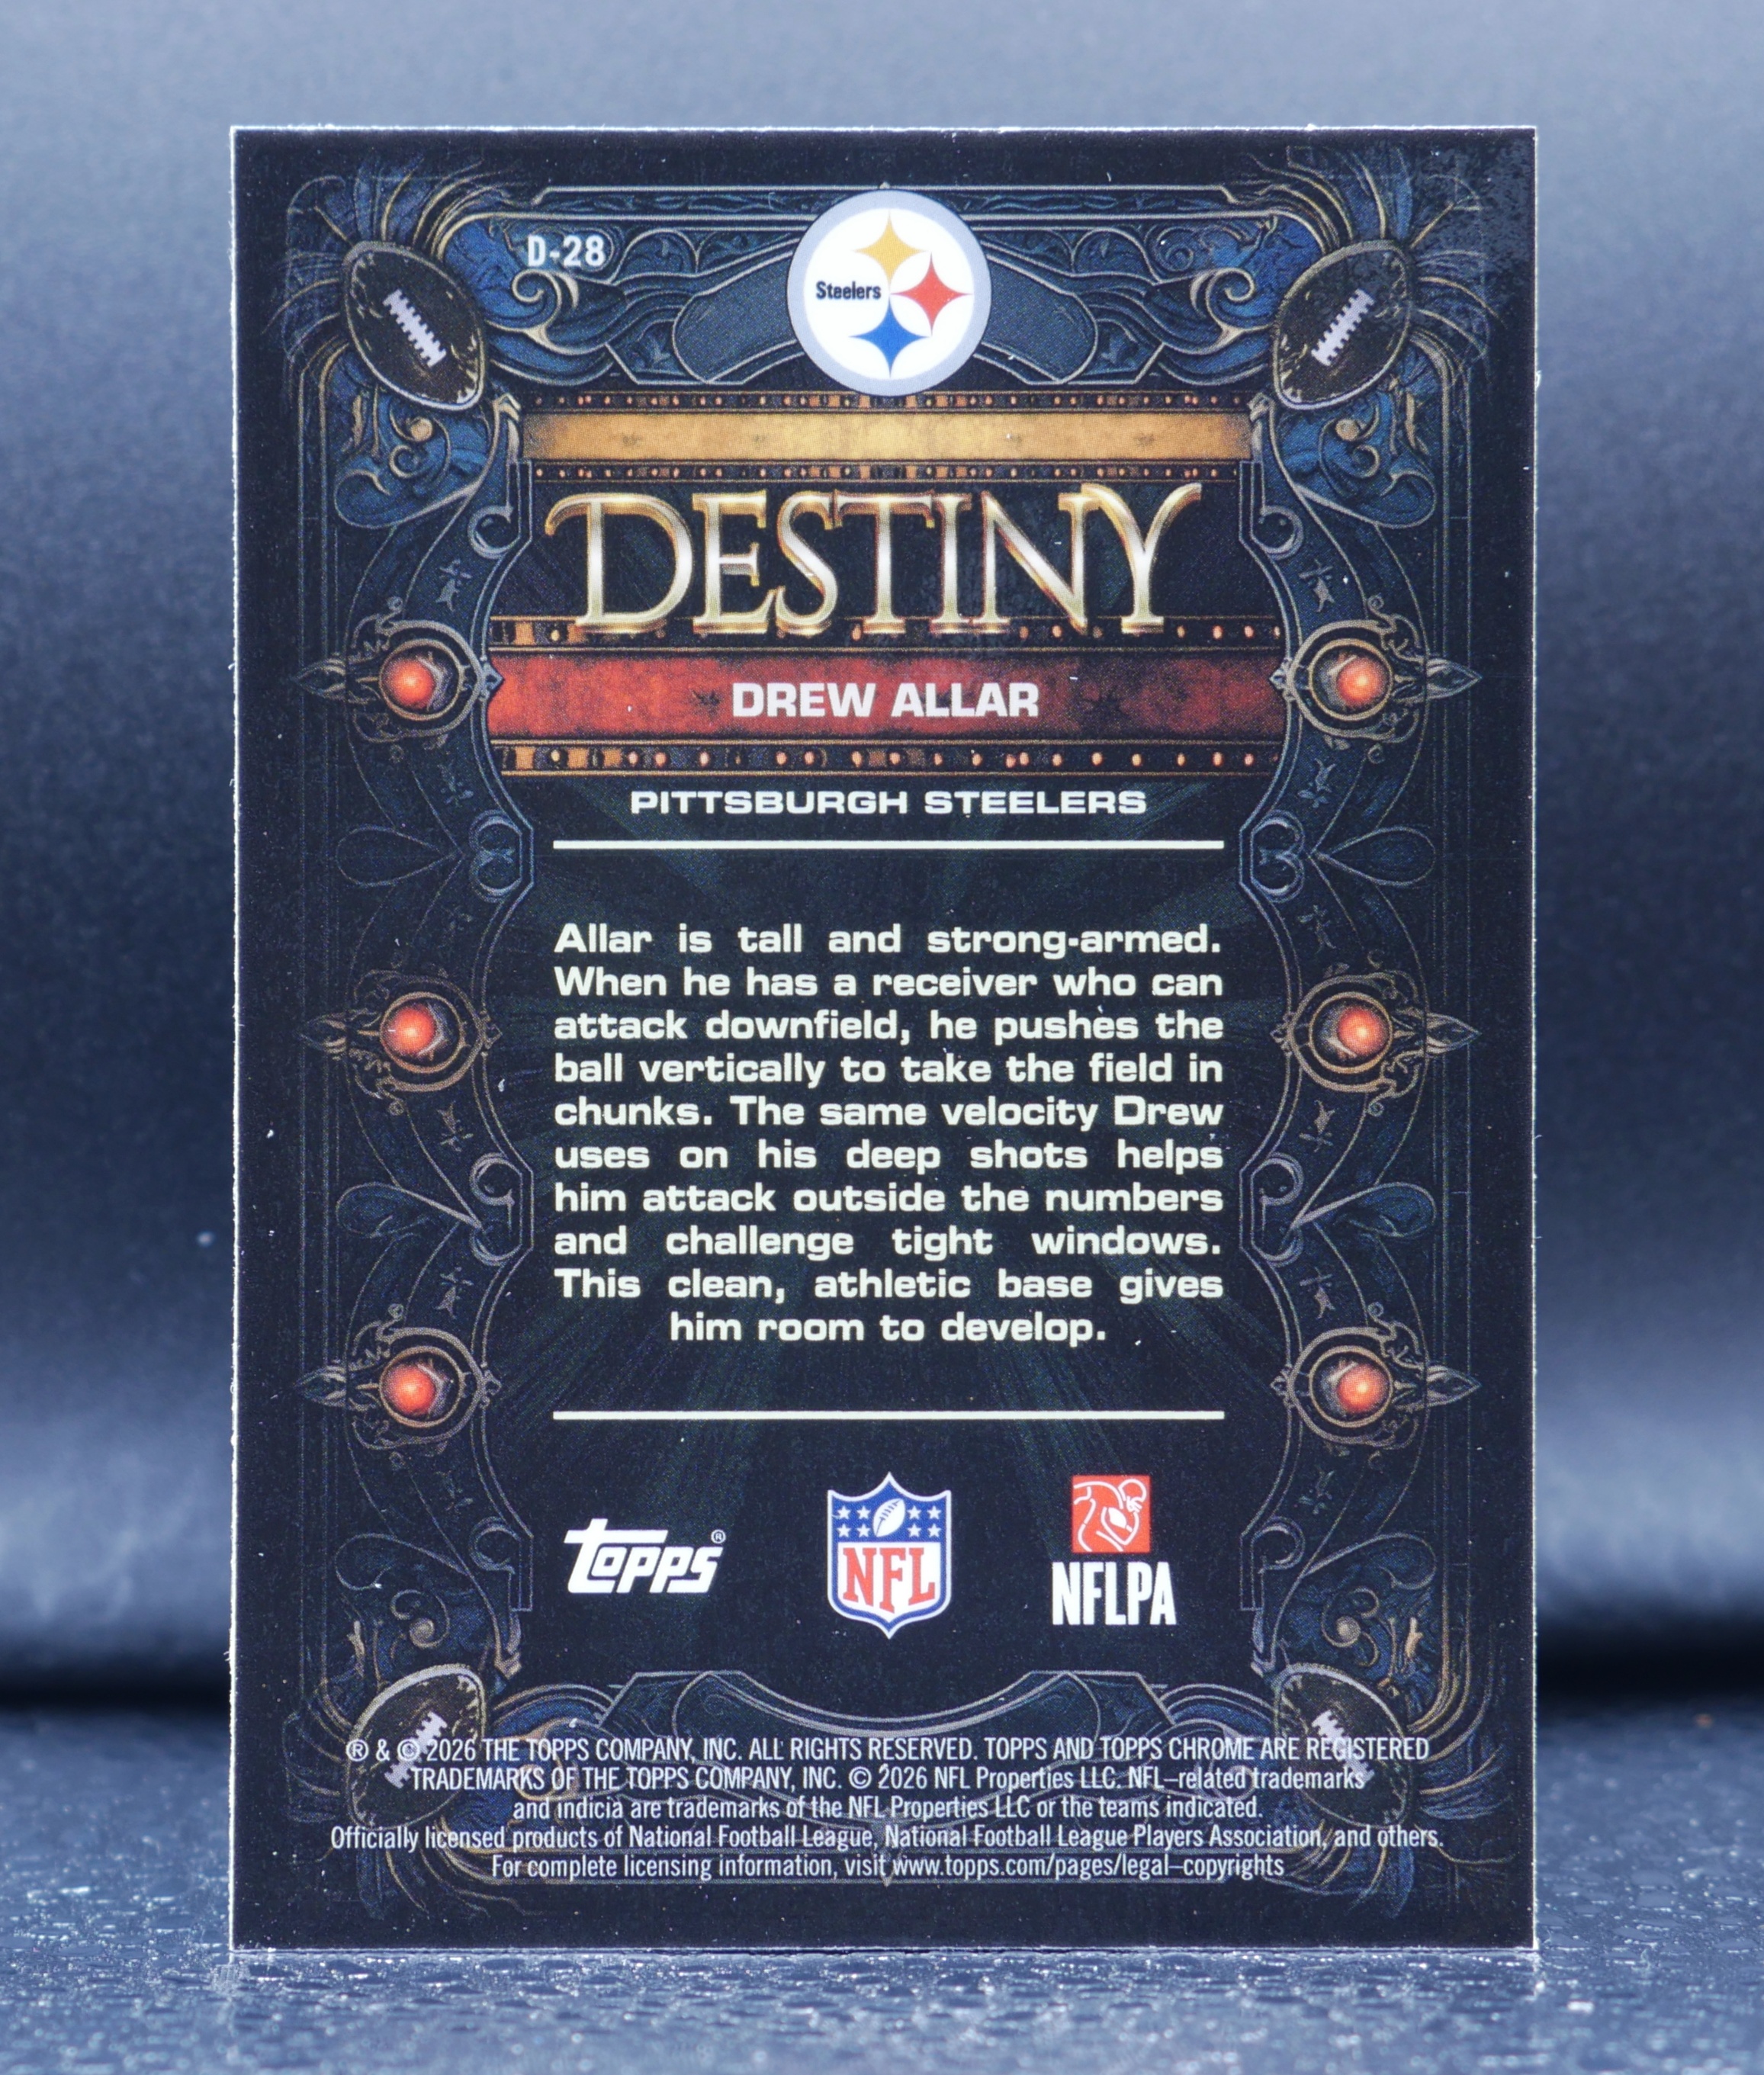 D-28
Steelers
DESTINY
DREW ALLAR
PITTSBURGH STEELERS
Allar is tall and strong-armed.
When he has a receiver who can
attack downfield, he pushes the
ball vertically to take the field in
chunks. The same velocity Drew
uses on his deep shots helps
him attack outside the numbers
and challenge tight windows.
This clean, athletic base gives
him room to develop.
Topps®
NFL
NFLPA
® & © 2026 THE TOPPS COMPANY, INC. ALL RIGHTS RESERVED. TOPPS AND TOPPS CHROME ARE REGISTERED
TRADEMARKS OF THE TOPPS COMPANY, INC. © 2026 NFL Properties LLC. NFL–related trademarks
and indicia are trademarks of the NFL Properties LLC or the teams indicated.
Officially licensed products of National Football League, National Football League Players Association, and others.
For complete licensing information, visit www.topps.com/pages/legal–copyrights